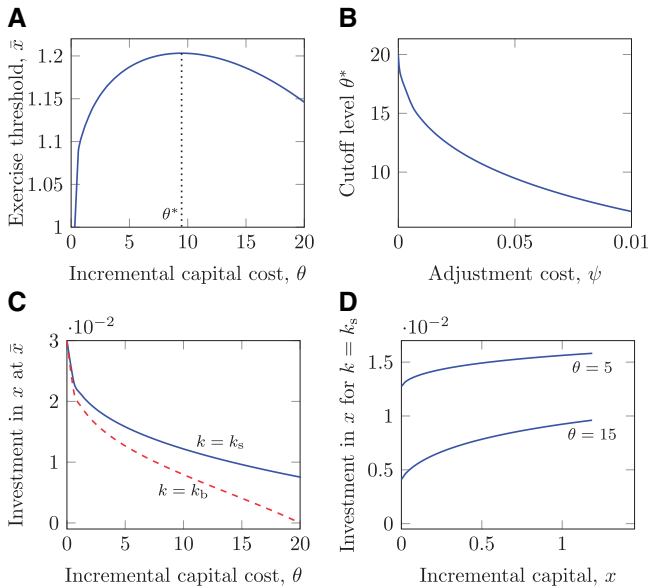 A
Exercise threshold, x̄
1.2
1.15
1.1
1.05
1
θ*
0
5
10
15
20
Incremental capital cost, θ
B
Cutoff level θ*
20
15
10
0
0.05
0.01
Adjustment cost, ψ
C
·10⁻²
Investment in x at x̄
3
2
1
0
k = kₛ
k = k_b
0
5
10
15
20
Incremental capital cost, θ
D
·10⁻²
Investment in x for k = kₛ
1.5
1
0.5
0
θ = 5
θ = 15
0
0.5
1
Incremental capital, x